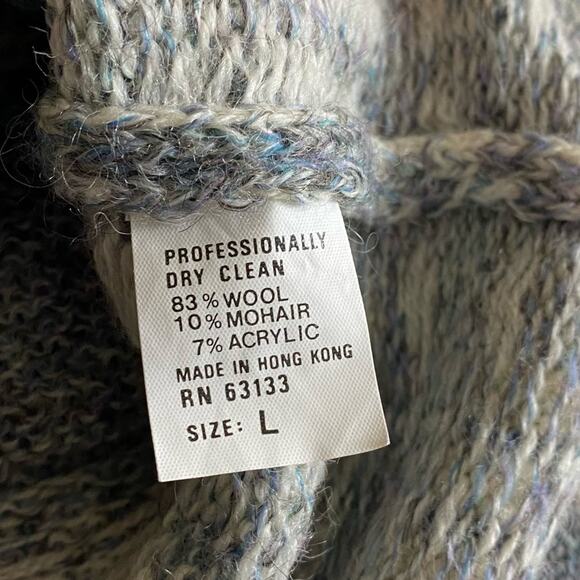 PROFESSIONALLY
DRY CLEAN
83% WOOL
10% MOHAIR
7% ACRYLIC
MADE IN HONG KONG
RN 63133
SIZE: L